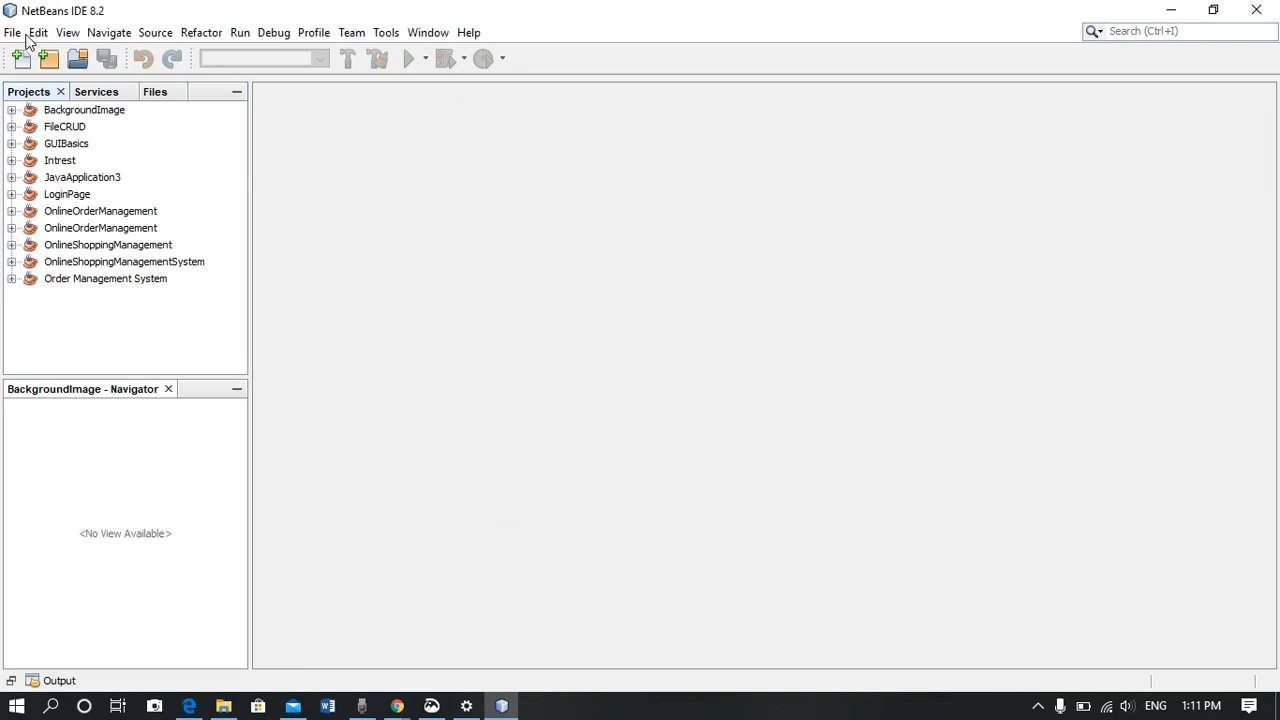 NetBeans IDE 8.2
File Edit View Navigate Source Refactor Run Debug Profile Team Tools Window Help
Search (Ctrl+I)
Projects Services Files
BackgroundImage
FileCRUD
GUIBasics
Intrest
JavaApplication3
LoginPage
OnlineOrderManagement
OnlineOrderManagement
OnlineShoppingManagement
OnlineShoppingManagementSystem
Order Management System
BackgroundImage - Navigator
<No View Available>
Output
ENG 1:11 PM